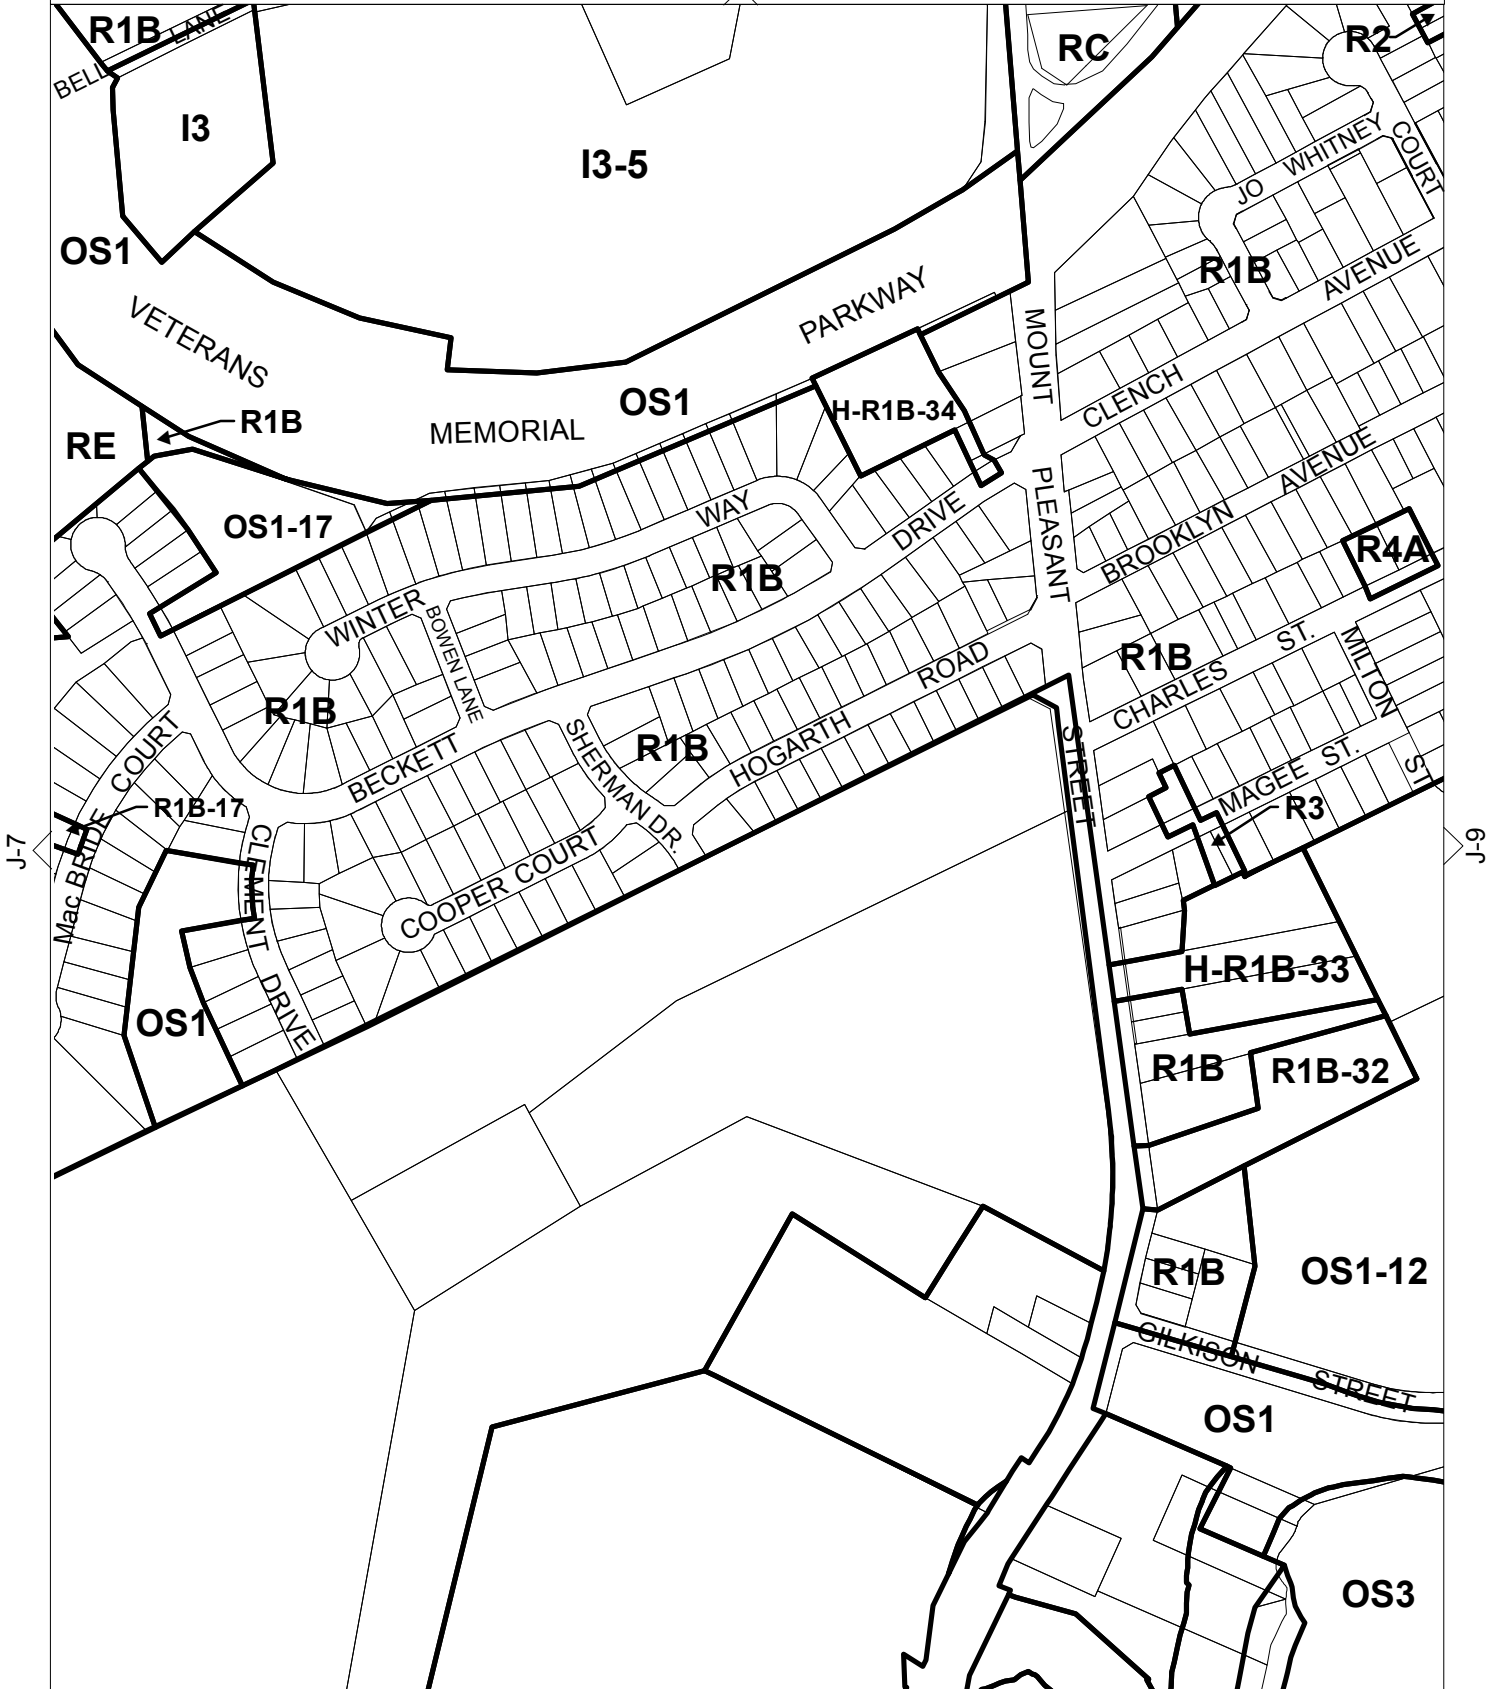 R1B
BELL LANE
I3
I3-5
RC
R2
JO WHITNEY
COURT
OS1
VETERANS
R1B
AVENUE
PARKWAY
MOUNT
CLENCH
OS1
H-R1B-34
R1B
RE
MEMORIAL
PLEASANT
AVENUE
BROOKLYN
WAY
DRIVE
OS1-17
R4A
R1B
WINTER
BOWEN LANE
ROAD
R1B
CHARLES
ST.
MILTON
R1B
COURT
BECKETT
SHERMAN DR.
R1B
HOGARTH
STREET
MAGEE ST.
ST
R3
R1B-17
Mac BRIDE
J-7
J-9
CLEMENT
COOPER COURT
H-R1B-33
OS1
DRIVE
R1B
R1B-32
R1B
OS1-12
GILKISON
STREET
OS1
OS3